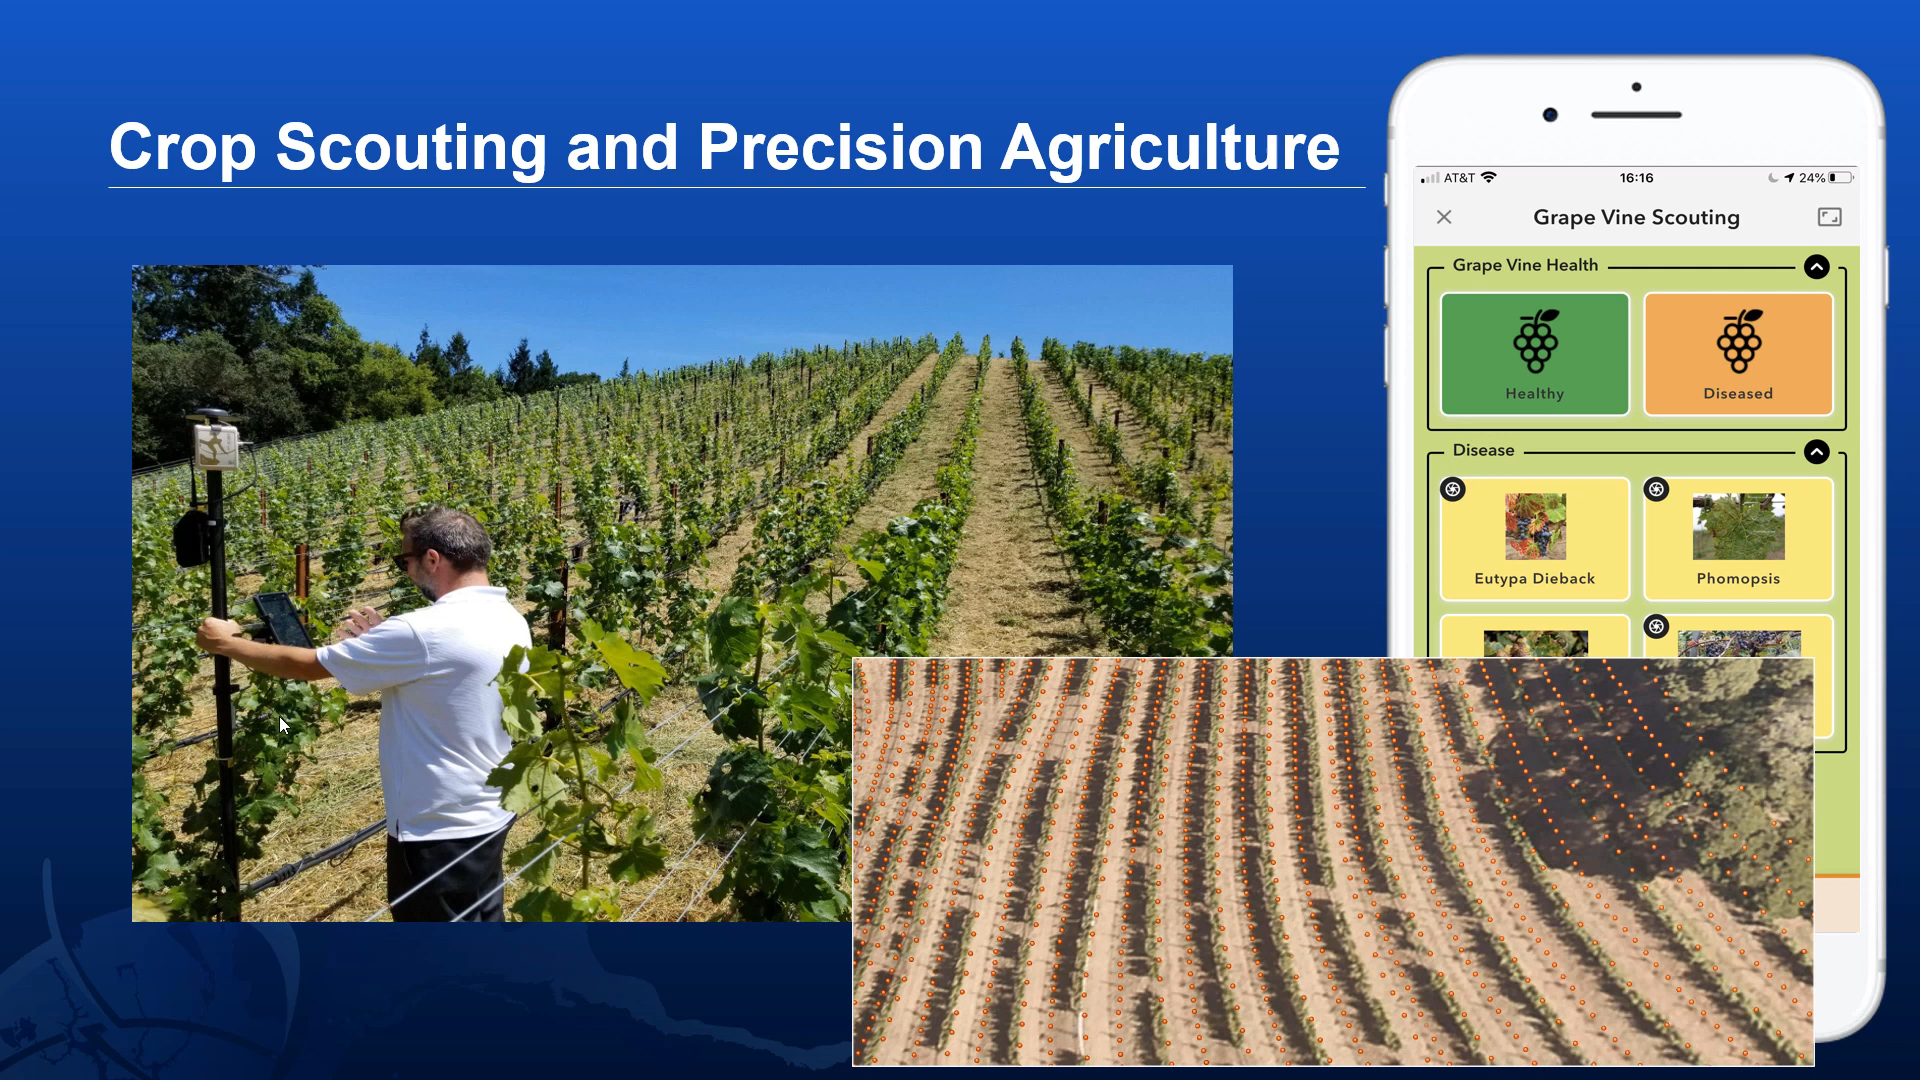 Crop Scouting and Precision Agriculture
AT&T 16:16 24%
Grape Vine Scouting
Grape Vine Health
Healthy Diseased
Disease
Eutypa Dieback Phomopsis